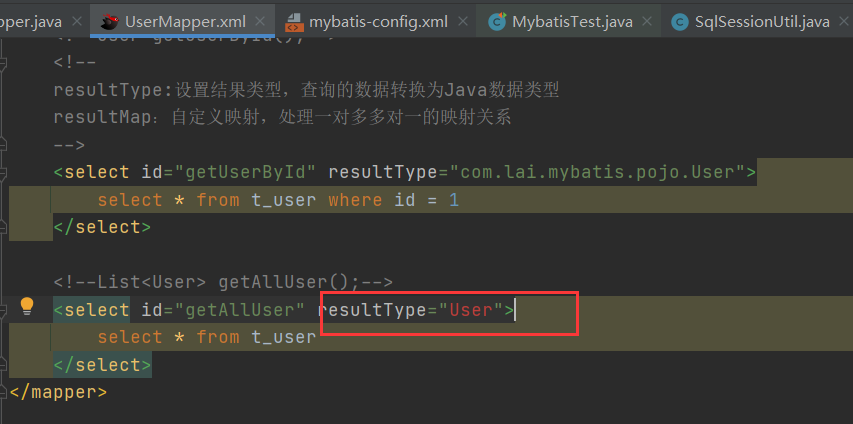 pper.java
UserMapper.xml
mybatis-config.xml
MybatisTest.java
SqlSessionUtil.java
<!--
resultType:设置结果类型，查询的数据转换为Java数据类型
resultMap：自定义映射，处理一对多多对一的映射关系
-->
<select id="getUserById" resultType="com.lai.mybatis.pojo.User">
select * from t_user where id = 1
</select>
<!--List<User> getAllUser();-->
<select id="getAllUser" resultType="User">
select * from t_user
</select>
</mapper>